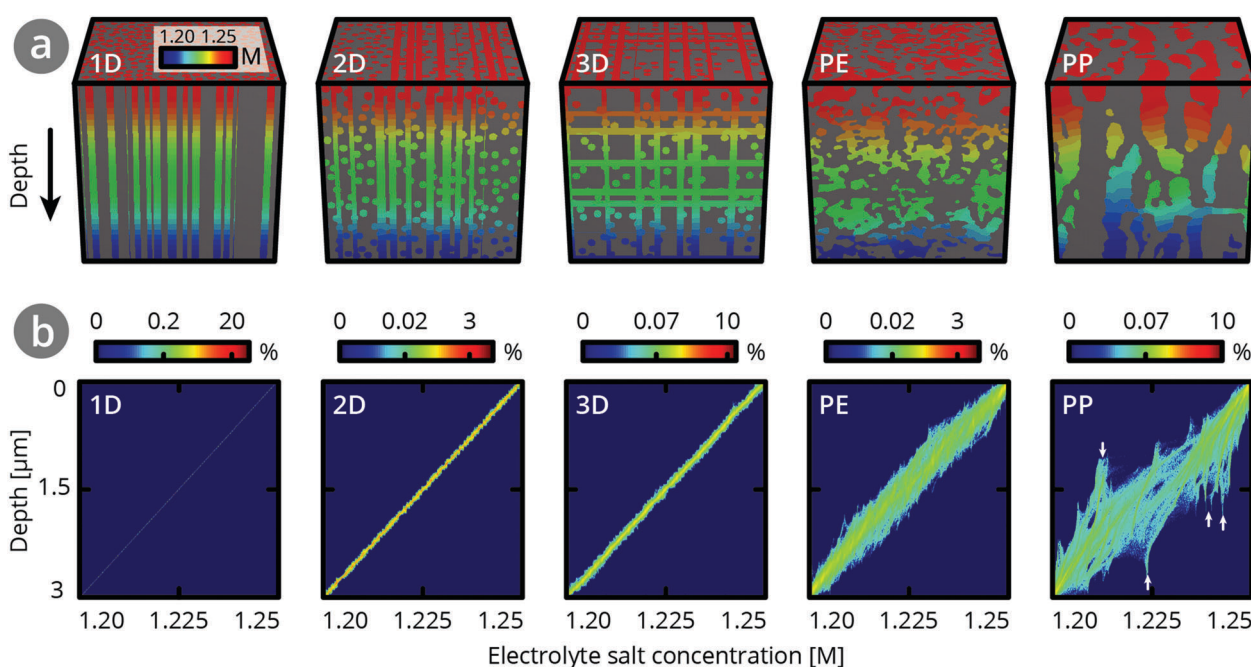 a
1.20 1.25
M
1D 2D 3D PE PP
Depth
b
0 0.2 20 %
0 0.02 3 %
0 0.07 10 %
0 0.02 3 %
0 0.07 10 %
1D 2D 3D PE PP
0
1.5
3
Depth [µm]
1.20 1.225 1.25
1.20 1.225 1.25
1.20 1.225 1.25
1.20 1.225 1.25
1.20 1.225 1.25
Electrolyte salt concentration [M]